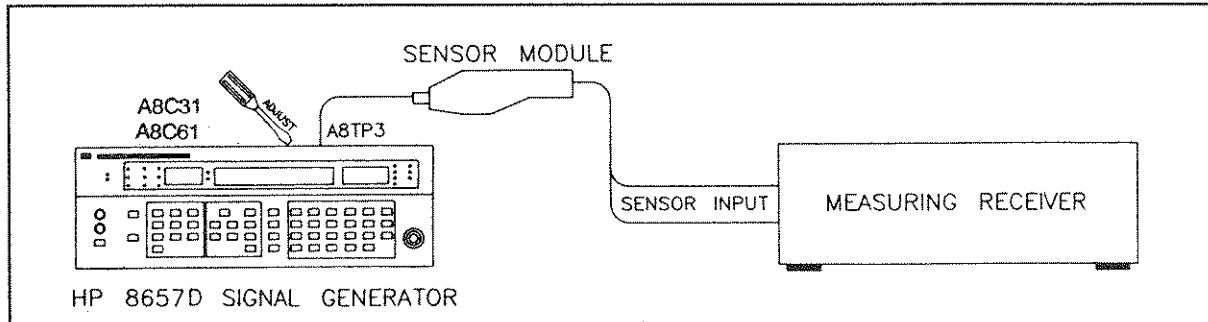 SENSOR MODULE
A8C31
A8C61
ADJUST
A8TP3
SENSOR INPUT
MEASURING RECEIVER
HP 8657D SIGNAL GENERATOR